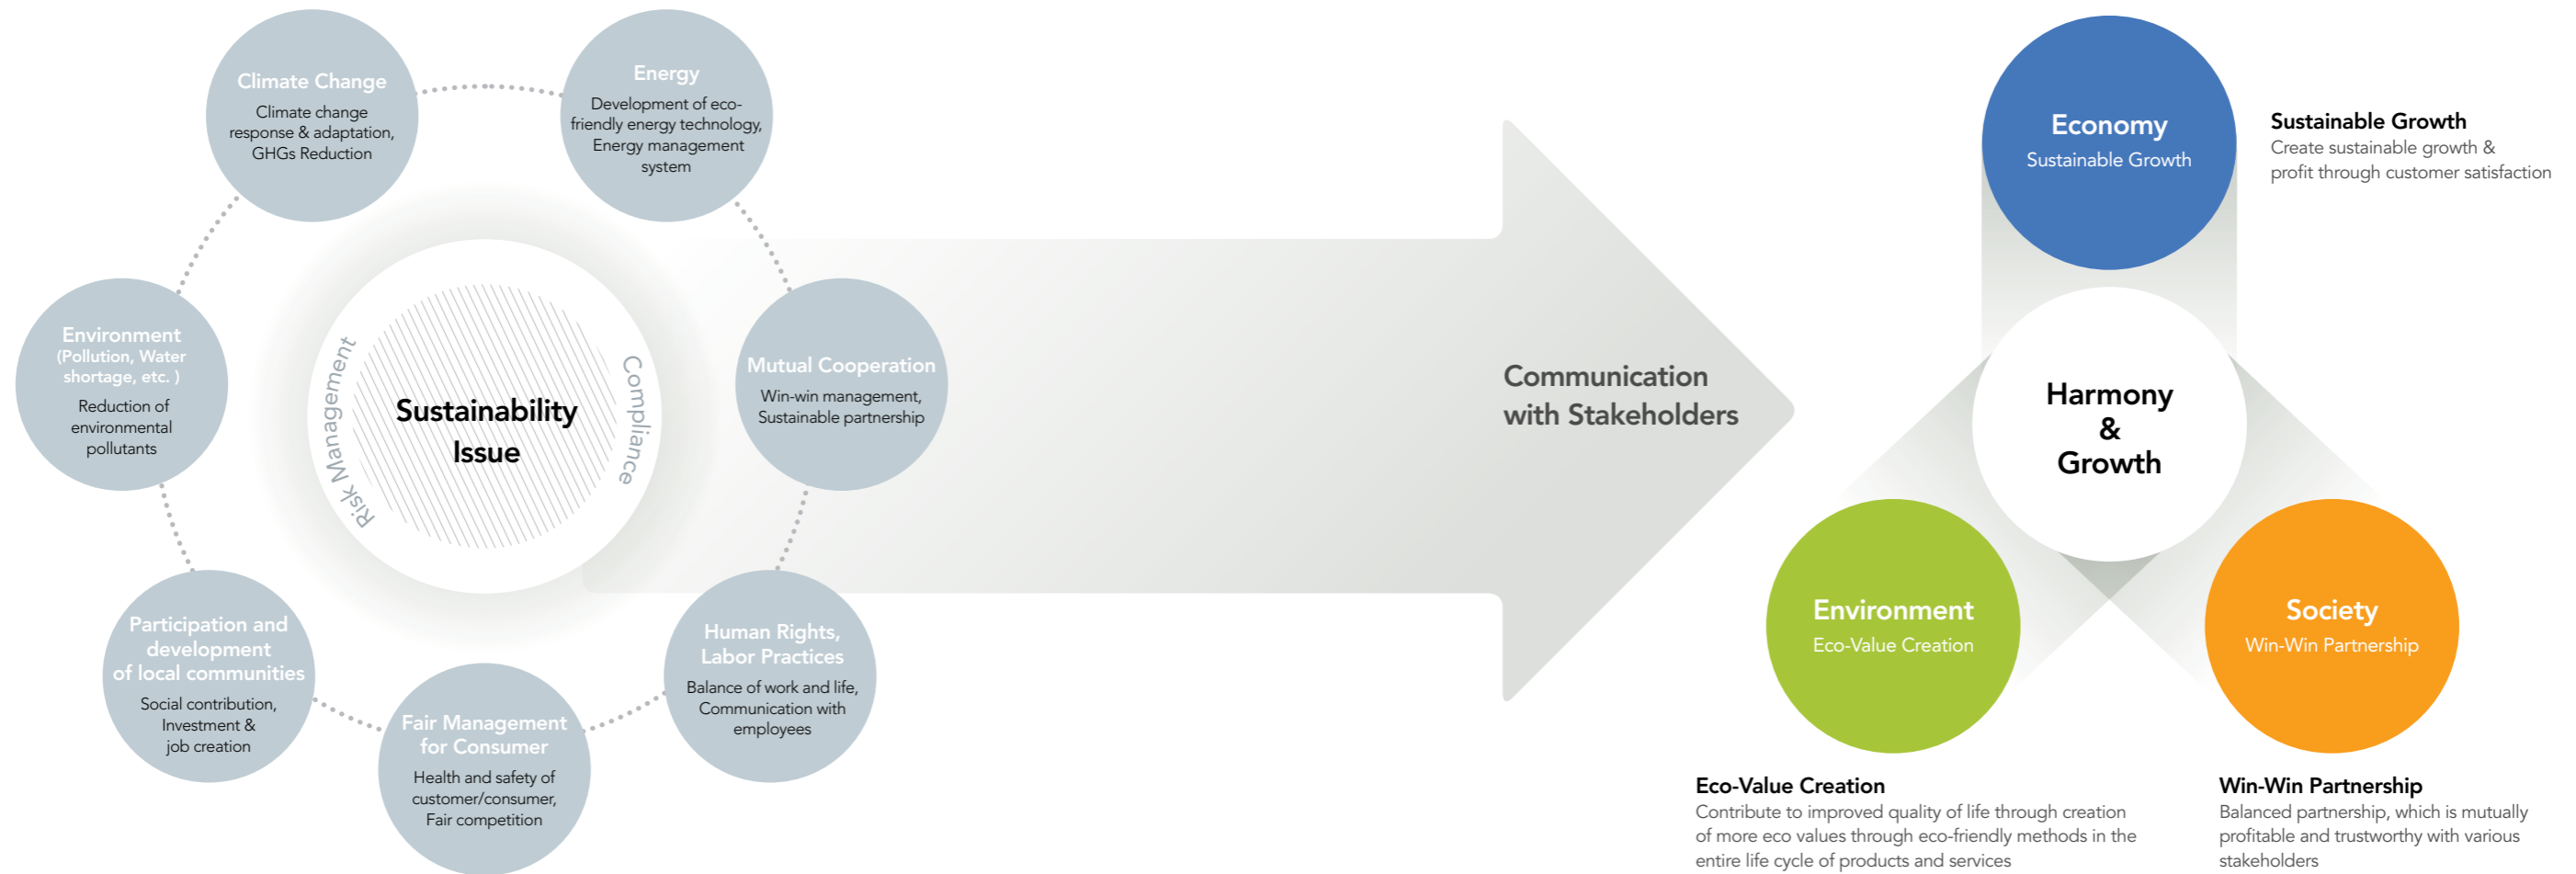 Climate Change
Climate change
response & adaptation,
GHGs Reduction
Energy
Development of eco-
friendly energy technology,
Energy management
system
Environment
(Pollution, Water
shortage, etc. )
Reduction of
environmental
pollutants
Risk Management
Sustainability
Issue
Compliance
Mutual Cooperation
Win-win management,
Sustainable partnership
Participation and
development
of local communities
Social contribution,
Investment &
job creation
Fair Management
for Consumer
Health and safety of
customer/consumer,
Fair competition
Human Rights,
Labor Practices
Balance of work and life,
Communication with
employees
Communication
with Stakeholders
Economy
Sustainable Growth
Sustainable Growth
Create sustainable growth &
profit through customer satisfaction
Harmony
&
Growth
Environment
Eco-Value Creation
Society
Win-Win Partnership
Eco-Value Creation
Contribute to improved quality of life through creation
of more eco values through eco-friendly methods in the
entire life cycle of products and services
Win-Win Partnership
Balanced partnership, which is mutually
profitable and trustworthy with various
stakeholders